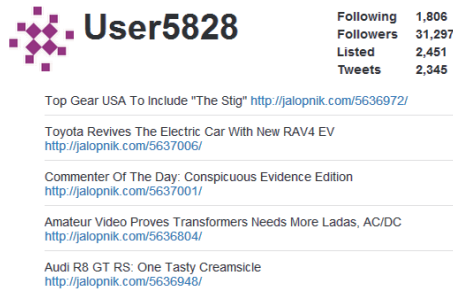 User5828
Following 1,806
Followers 31,297
Listed 2,451
Tweets 2,345
Top Gear USA To Include "The Stig" http://jalopnik.com/5636972/
Toyota Revives The Electric Car With New RAV4 EV
http://jalopnik.com/5637006/
Commenter Of The Day: Conspicuous Evidence Edition
http://jalopnik.com/5637001/
Amateur Video Proves Transformers Needs More Ladas, AC/DC
http://jalopnik.com/5636804/
Audi R8 GT RS: One Tasty Creamsicle
http://jalopnik.com/5636948/